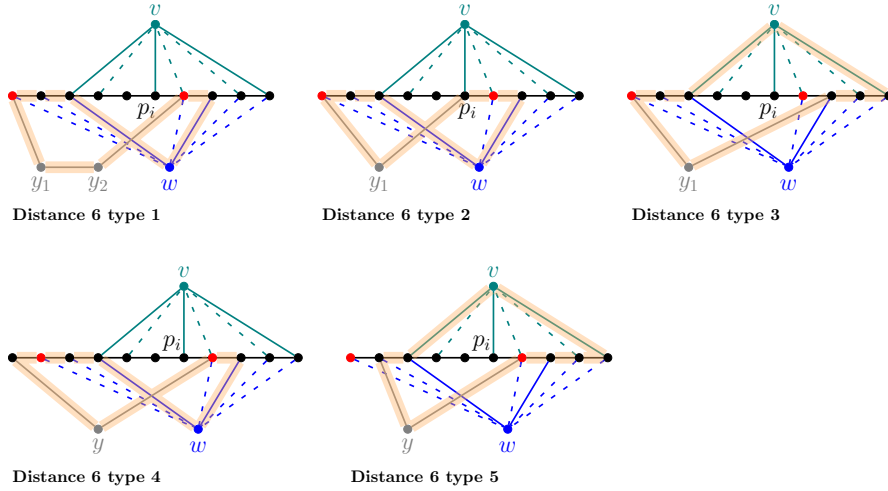 v v v
p_i p_i p_i
y_1 y_2 w y_1 w y_1 w
Distance 6 type 1 Distance 6 type 2 Distance 6 type 3
v v
p_i p_i
y w y w
Distance 6 type 4 Distance 6 type 5